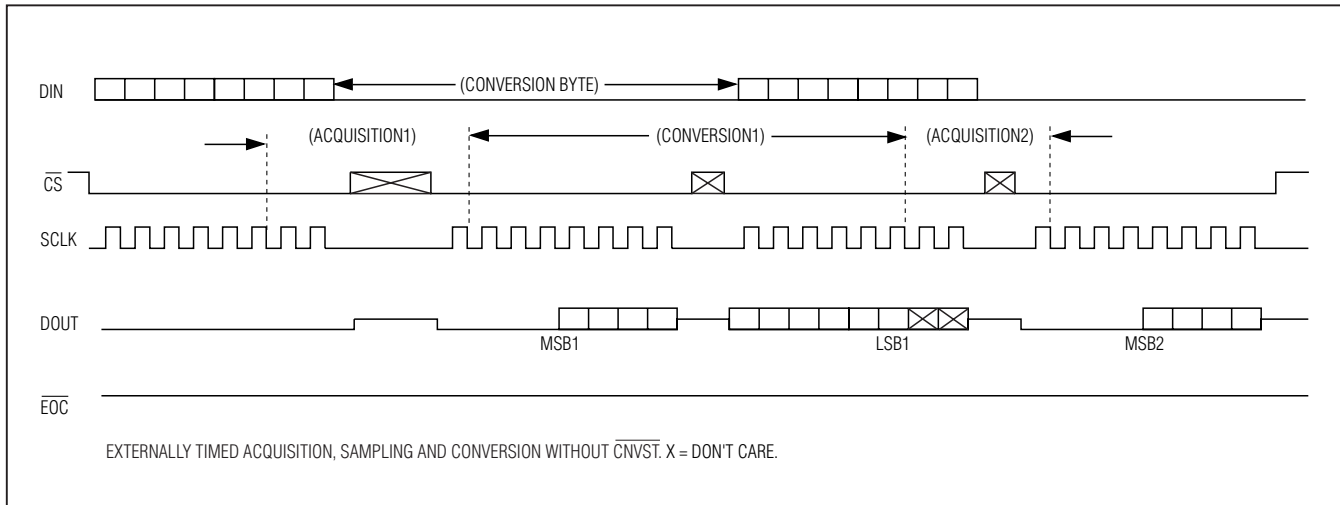 DIN
(CONVERSION BYTE)
(ACQUISITION1)
(CONVERSION1)
(ACQUISITION2)
CS
SCLK
DOUT
MSB1
LSB1
MSB2
EOC
EXTERNALLY TIMED ACQUISITION, SAMPLING AND CONVERSION WITHOUT CNVST. X = DON'T CARE.